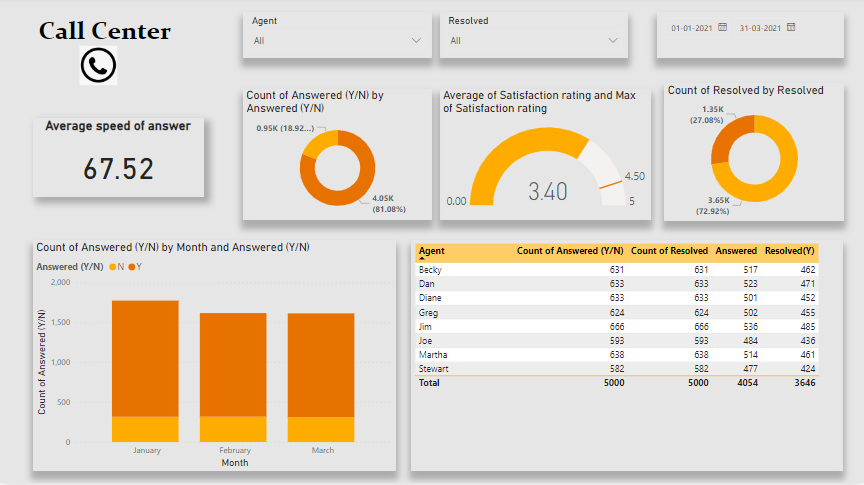 Call Center
Agent
All
Resolved
All
01-01-2021
31-03-2021
Average speed of answer
67.52
Count of Answered (Y/N) by
Answered (Y/N)
0.95K (18.92...)
4.05K
(81.08%)
Average of Satisfaction rating and Max
of Satisfaction rating
0.00
3.40
4.50
5
Count of Resolved by Resolved
1.35K
(27.08%)
3.65K
(72.92%)
Count of Answered (Y/N) by Month and Answered (Y/N)
Answered (Y/N) N Y
Count of Answered (Y/N)
2,000
1,500
1,000
500
0
January February March
Month
Agent Count of Answered (Y/N) Count of Resolved Answered Resolved(Y)
Becky 631 631 517 462
Dan 633 633 523 471
Diane 633 633 501 452
Greg 624 624 502 455
Jim 666 666 536 485
Joe 593 593 484 436
Martha 638 638 514 461
Stewart 582 582 477 424
Total 5000 5000 4054 3646